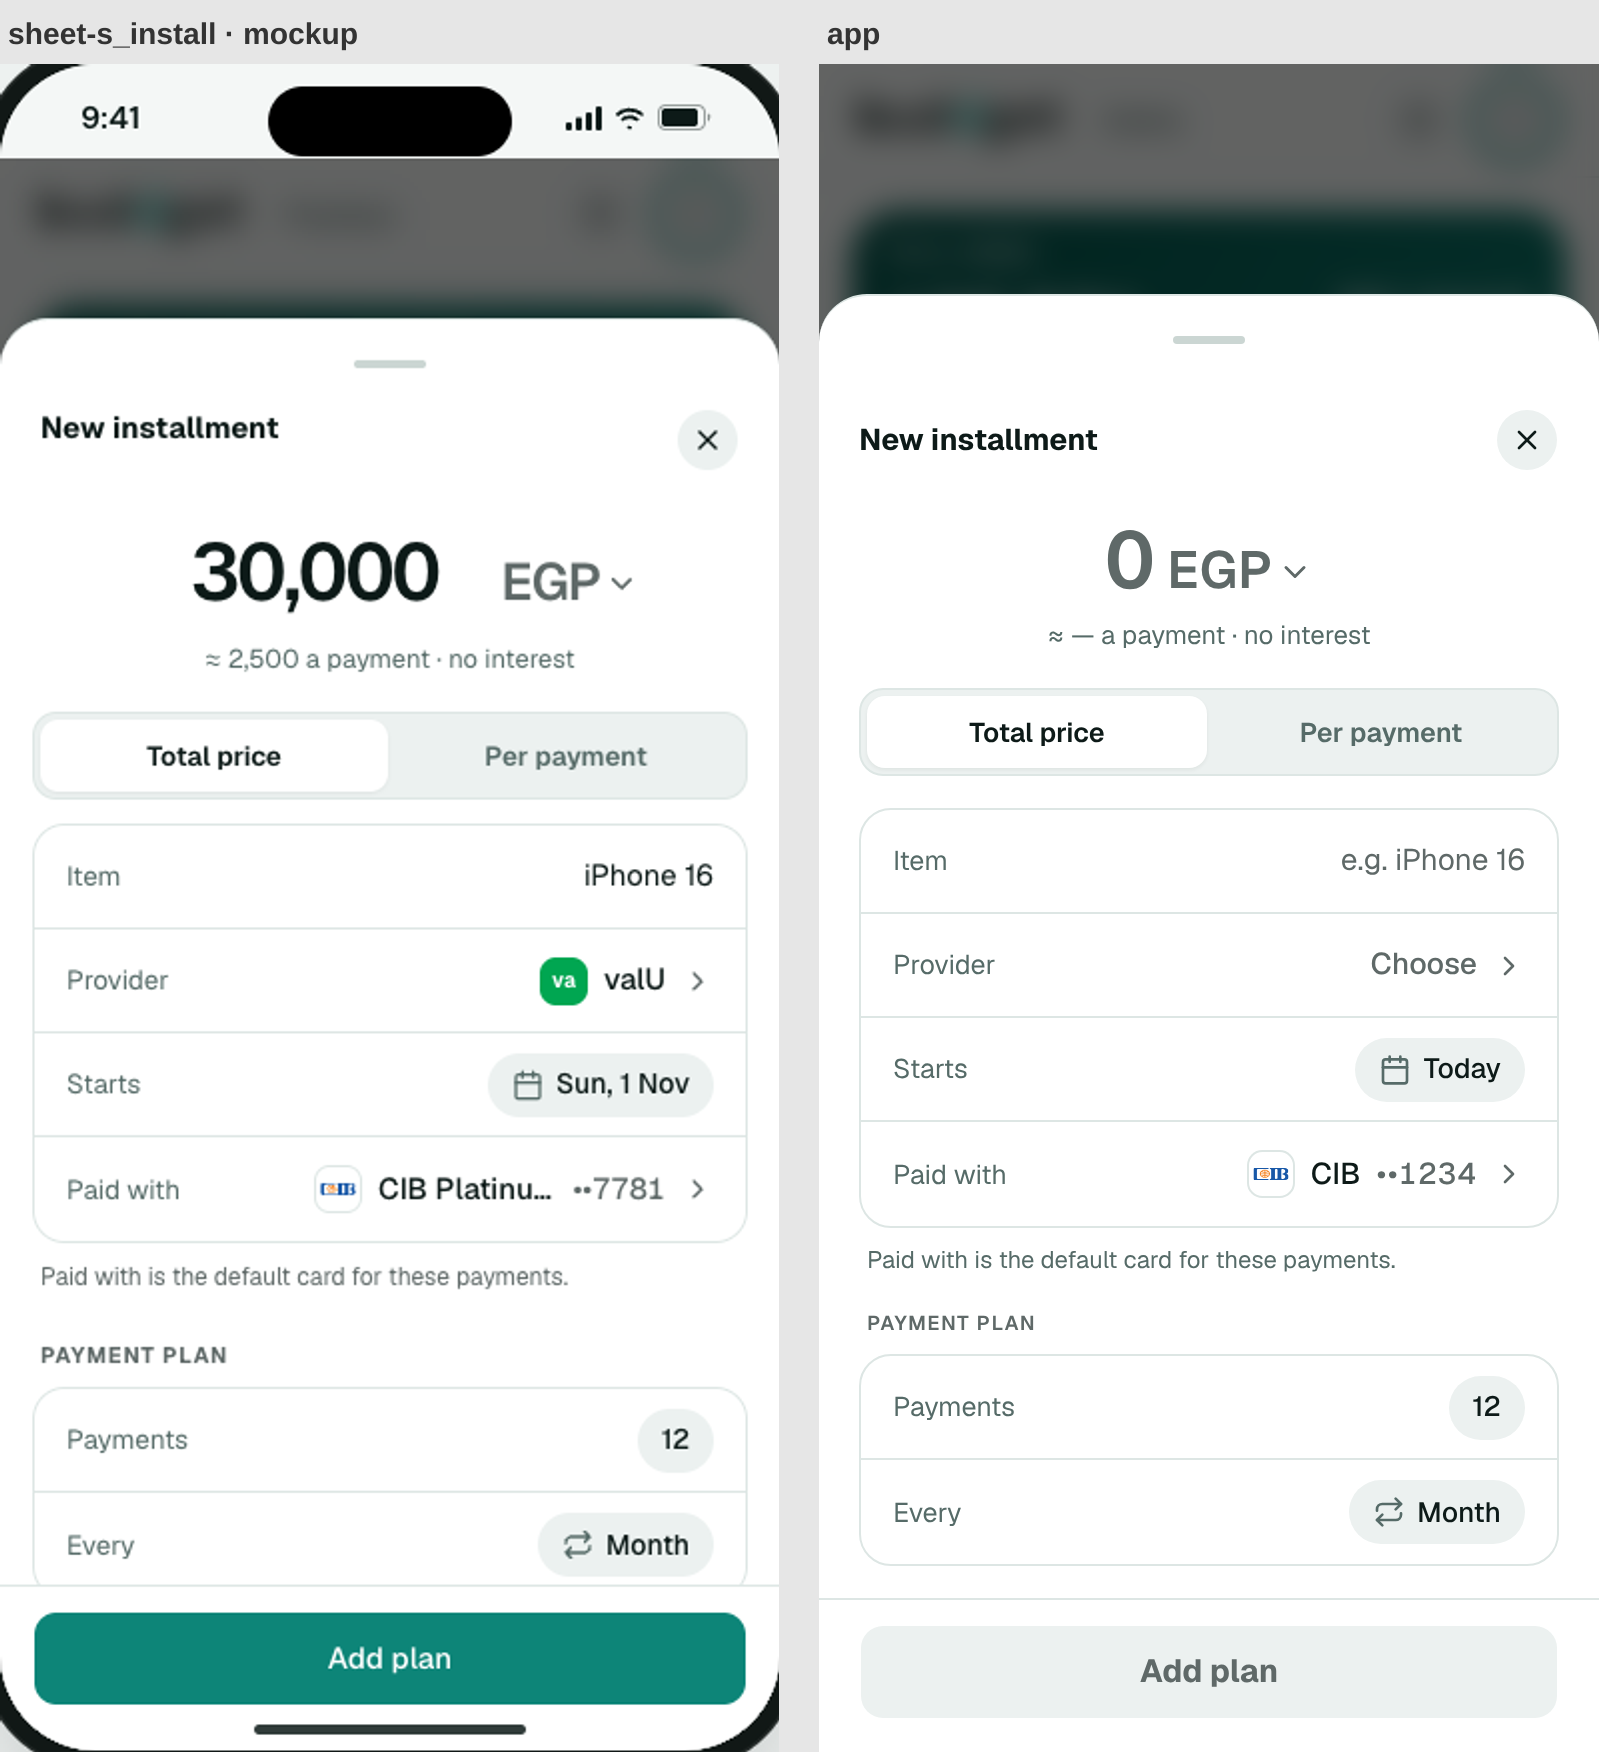 sheet-s_install · mockup
9:41
New installment
30,000 EGP
≈ 2,500 a payment · no interest
Total price Per payment
Item iPhone 16
Provider va valU
Starts Sun, 1 Nov
Paid with CIB CIB Platinu... ••7781
Paid with is the default card for these payments.
PAYMENT PLAN
Payments 12
Every Month
Add plan
app
New installment
0 EGP
≈ — a payment · no interest
Total price Per payment
Item e.g. iPhone 16
Provider Choose
Starts Today
Paid with CIB CIB ••1234
Paid with is the default card for these payments.
PAYMENT PLAN
Payments 12
Every Month
Add plan